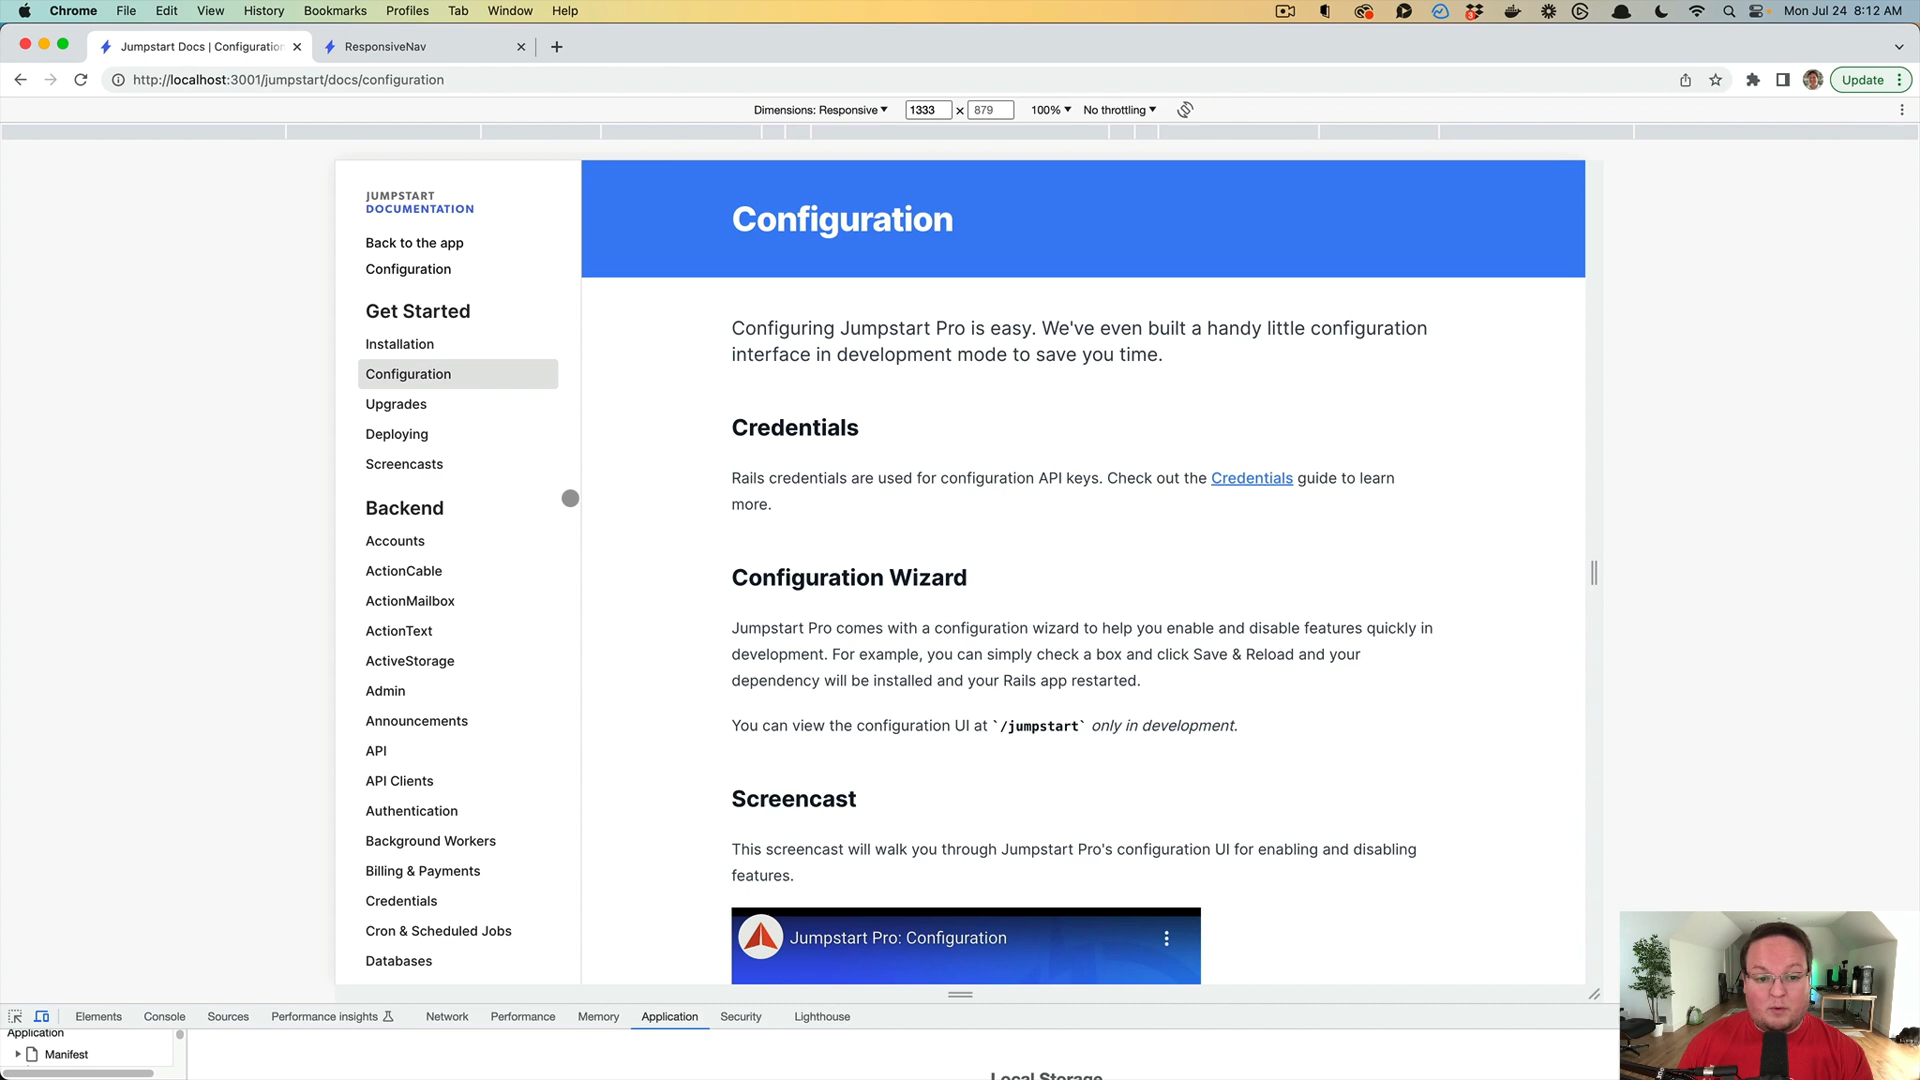 Chrome File Edit View History Bookmarks Profiles Tab Window Help
Mon Jul 24 8:12 AM
Jumpstart Docs | Configuration
ResponsiveNav
http://localhost:3001/jumpstart/docs/configuration
Update
Dimensions: Responsive 1333 × 879 100% No throttling
JUMPSTART
DOCUMENTATION
Back to the app
Configuration
Get Started
Installation
Configuration
Upgrades
Deploying
Screencasts
Backend
Accounts
ActionCable
ActionMailbox
ActionText
ActiveStorage
Admin
Announcements
API
API Clients
Authentication
Background Workers
Billing & Payments
Credentials
Cron & Scheduled Jobs
Databases
Configuration
Configuring Jumpstart Pro is easy. We've even built a handy little configuration
interface in development mode to save you time.
Credentials
Rails credentials are used for configuration API keys. Check out the Credentials guide to learn
more.
Configuration Wizard
Jumpstart Pro comes with a configuration wizard to help you enable and disable features quickly in
development. For example, you can simply check a box and click Save & Reload and your
dependency will be installed and your Rails app restarted.
You can view the configuration UI at `/jumpstart` only in development.
Screencast
This screencast will walk you through Jumpstart Pro's configuration UI for enabling and disabling
features.
Jumpstart Pro: Configuration
Elements Console Sources Performance insights Network Performance Memory Application Security Lighthouse
Application
Manifest
Local Storage